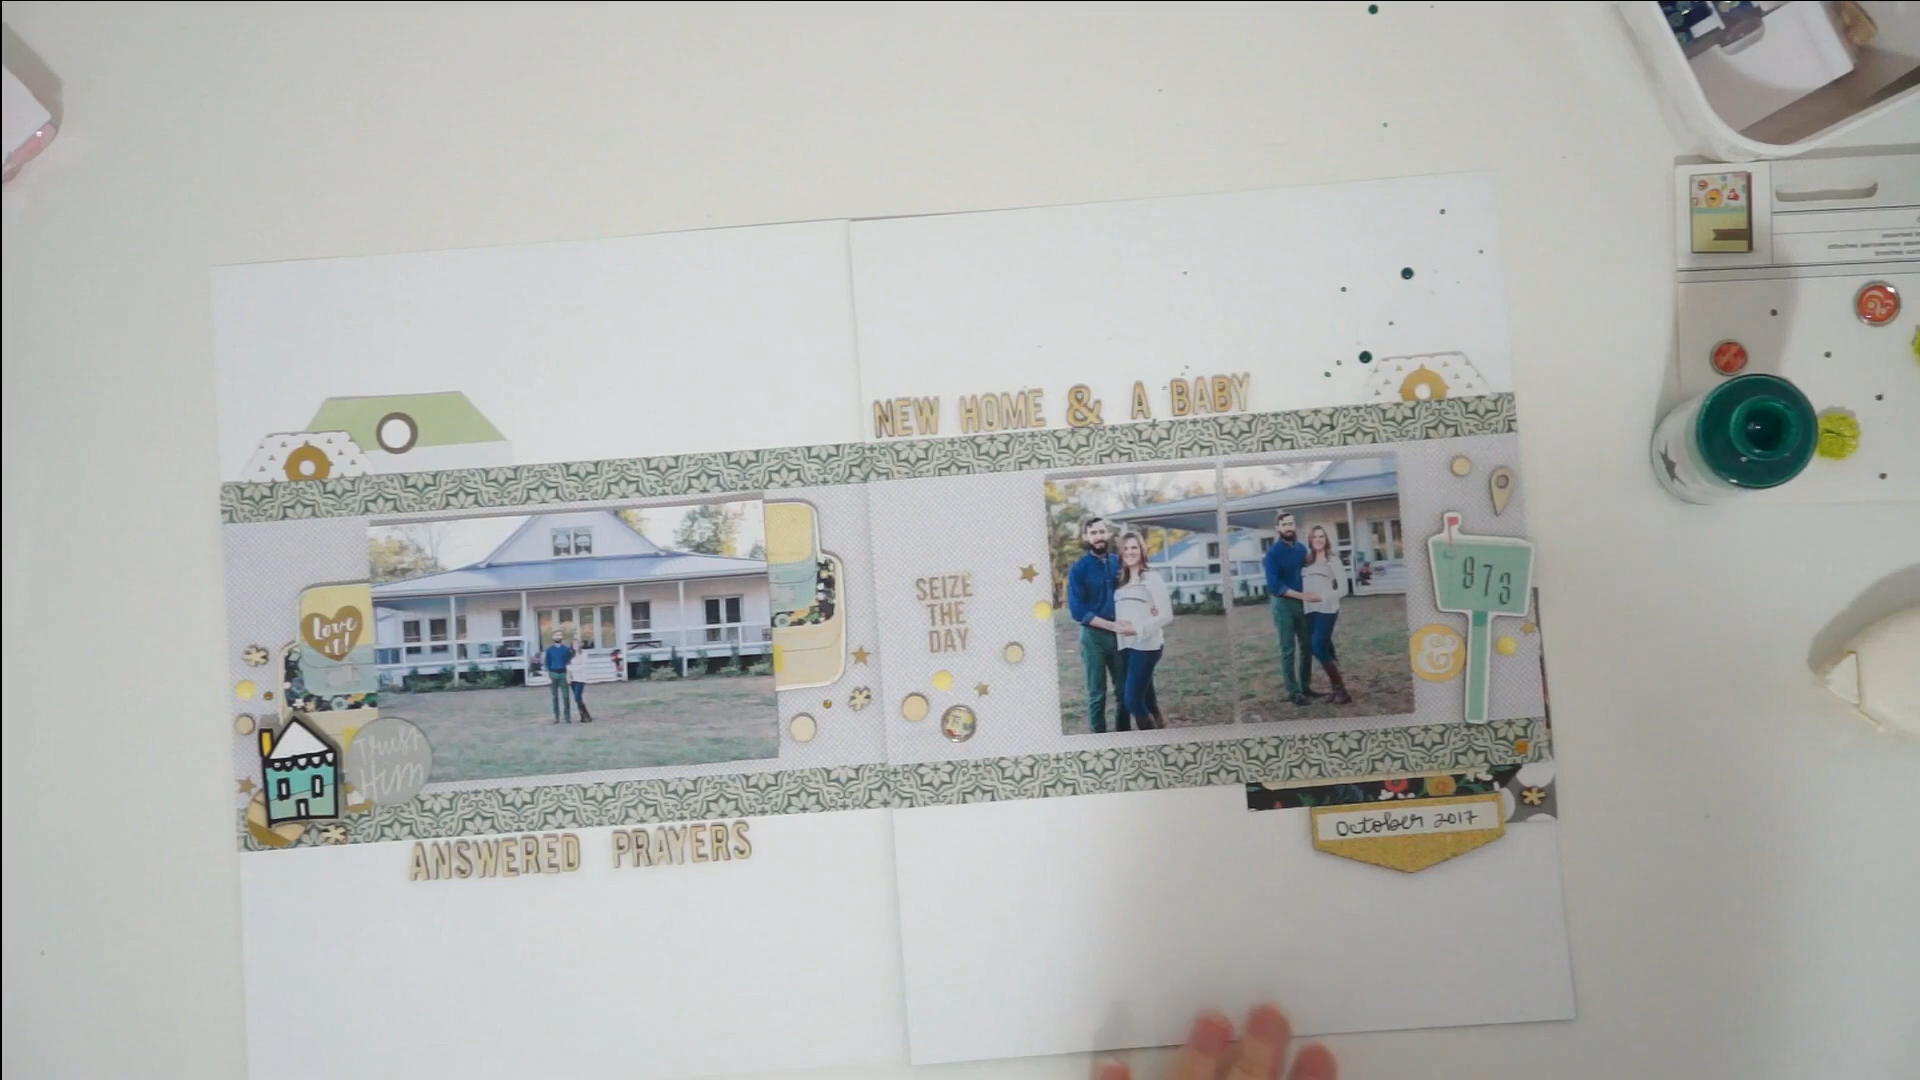 NEW HOME & A BABY
Love
it!
SEIZE
THE
DAY
973
&
Trust
Him
ANSWERED PRAYERS
October 2017